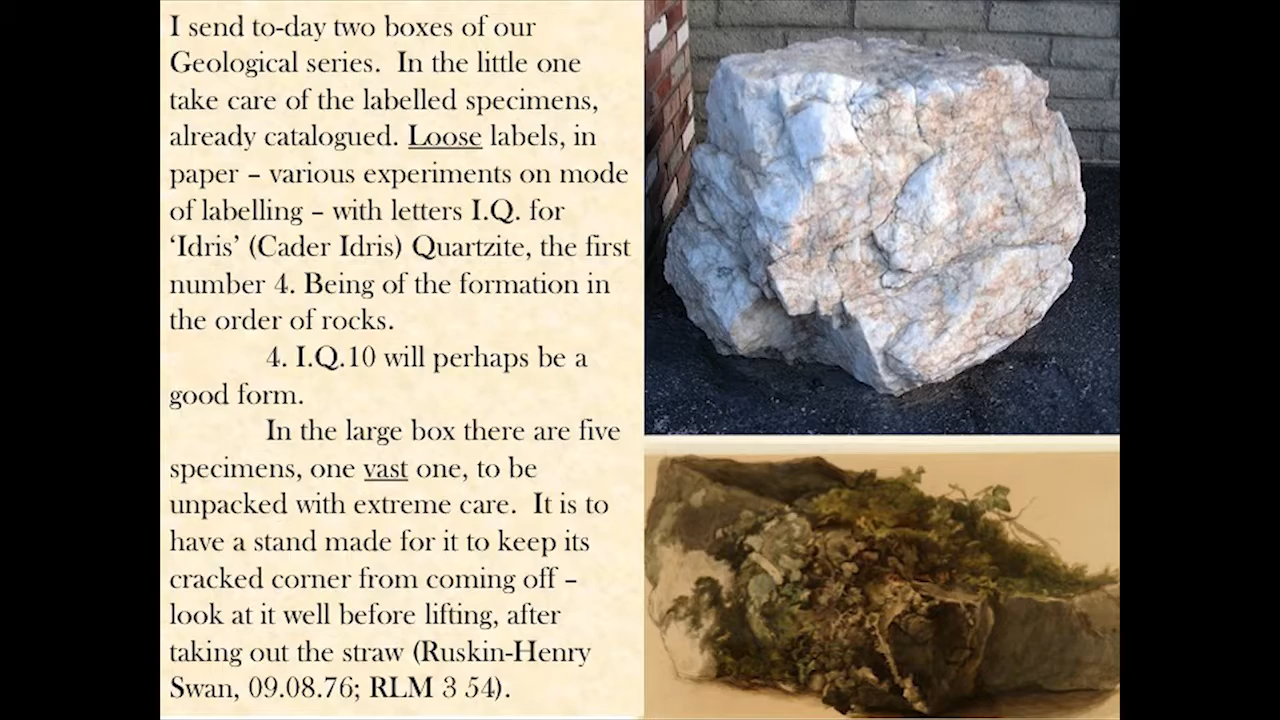 I send to-day two boxes of our
Geological series.  In the little one
take care of the labelled specimens,
already catalogued. Loose labels, in
paper – various experiments on mode
of labelling – with letters I.Q. for
‘Idris’ (Cader Idris) Quartzite, the first
number 4. Being of the formation in
the order of rocks.
4. I.Q.10 will perhaps be a
good form.
In the large box there are five
specimens, one vast one, to be
unpacked with extreme care.  It is to
have a stand made for it to keep its
cracked corner from coming off –
look at it well before lifting, after
taking out the straw (Ruskin-Henry
Swan, 09.08.76; RLM 3 54).